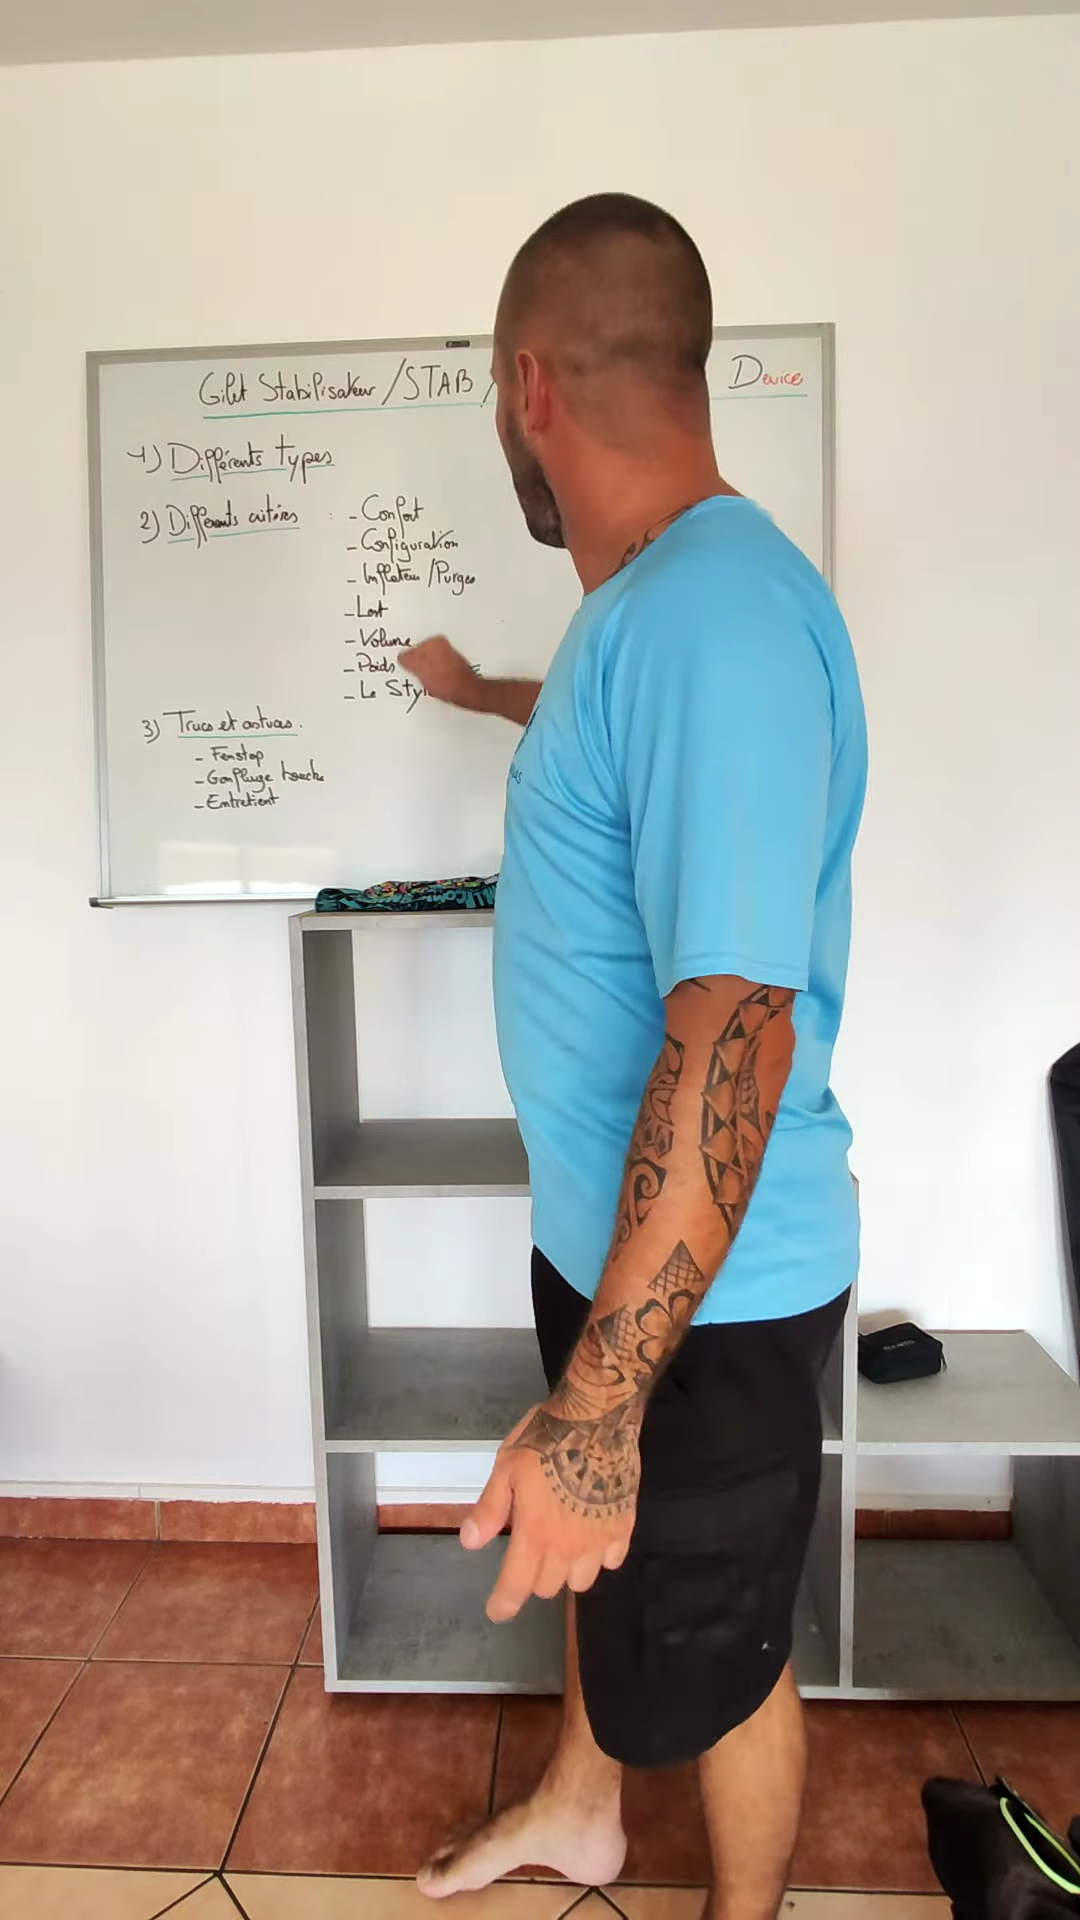 Gilet Stabilisateur / STAB / Device
1) Différents types
2) Différents critères : - Confort
- Configuration
- Inflateur / Purges
- Lest
- Volume
- Poids
- Le Style
3) Trucs et astuces.
- Fenstop
- Gonflage bouche
- Entretient